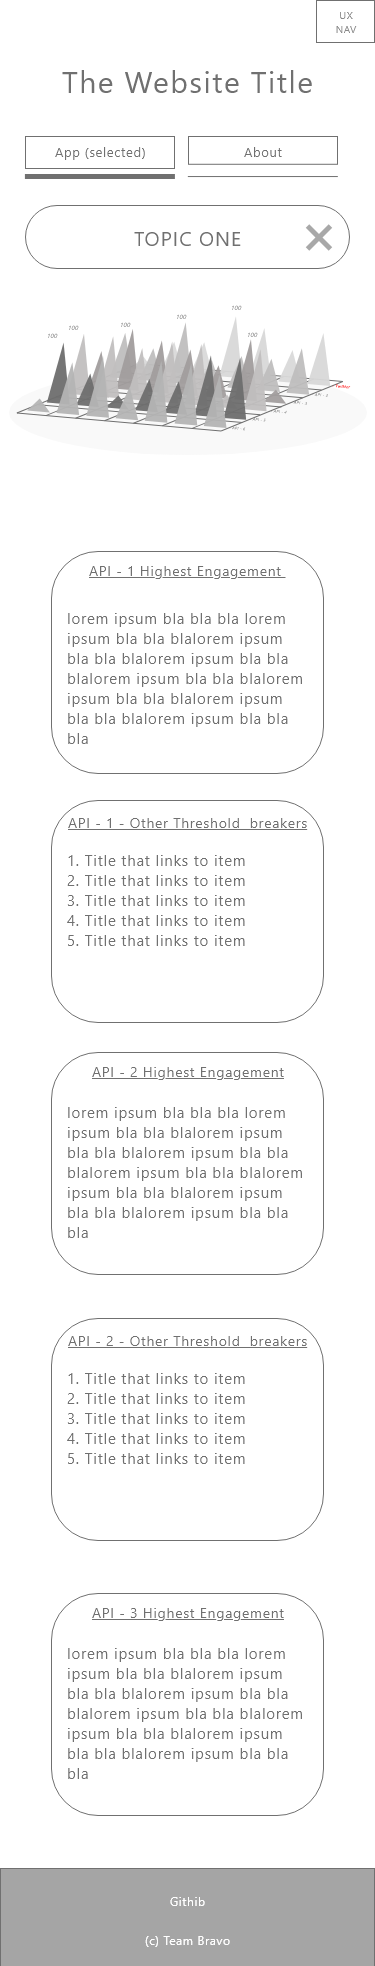 UX
NAV
The Website Title
App (selected)
About
TOPIC ONE
100
100
100
100
100
100
API - 1 Highest Engagement
lorem ipsum bla bla bla lorem
ipsum bla bla blalorem ipsum
bla bla blalorem ipsum bla bla
blalorem ipsum bla bla blalorem
ipsum bla bla blalorem ipsum
bla bla blalorem ipsum bla bla
bla
API - 1 - Other Threshold  breakers
1. Title that links to item
2. Title that links to item
3. Title that links to item
4. Title that links to item
5. Title that links to item
API - 2 Highest Engagement
lorem ipsum bla bla bla lorem
ipsum bla bla blalorem ipsum
bla bla blalorem ipsum bla bla
blalorem ipsum bla bla blalorem
ipsum bla bla blalorem ipsum
bla bla blalorem ipsum bla bla
bla
API - 2 - Other Threshold  breakers
1. Title that links to item
2. Title that links to item
3. Title that links to item
4. Title that links to item
5. Title that links to item
API - 3 Highest Engagement
lorem ipsum bla bla bla lorem
ipsum bla bla blalorem ipsum
bla bla blalorem ipsum bla bla
blalorem ipsum bla bla blalorem
ipsum bla bla blalorem ipsum
bla bla blalorem ipsum bla bla
bla
Githib
(c) Team Bravo